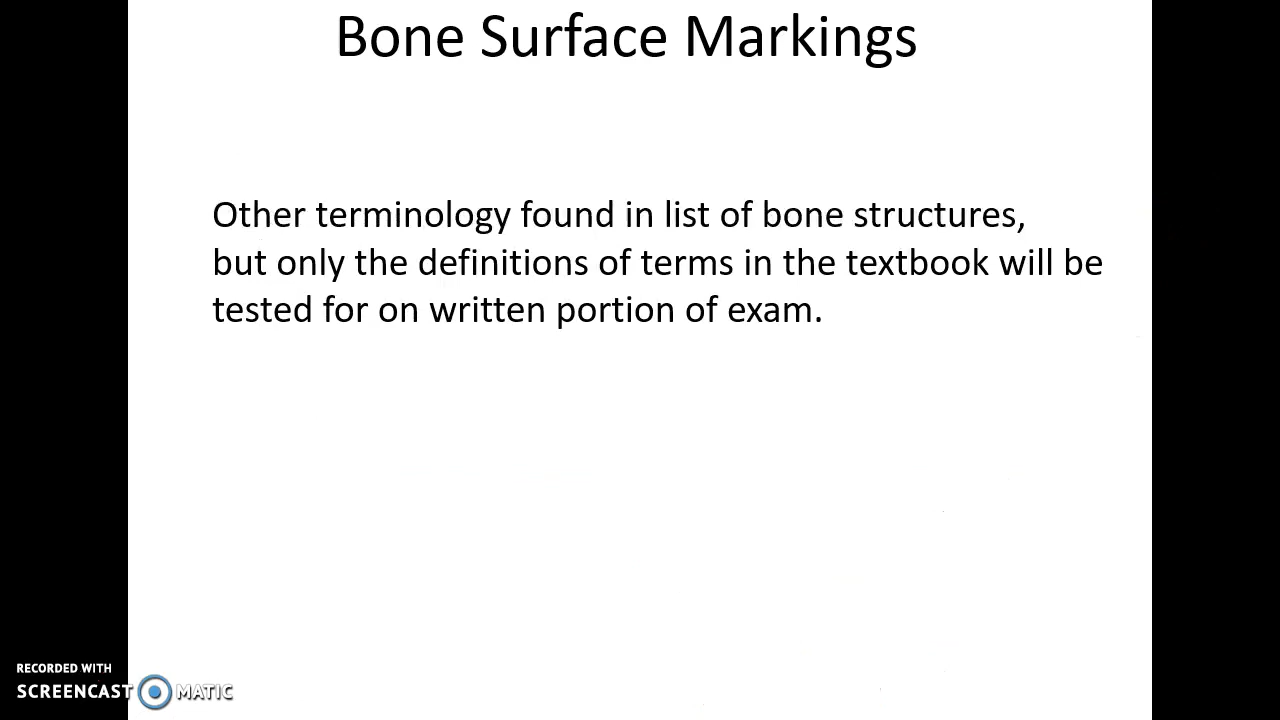 Bone Surface Markings
Other terminology found in list of bone structures,
but only the definitions of terms in the textbook will be
tested for on written portion of exam.
RECORDED WITH
SCREENCAST MATIC